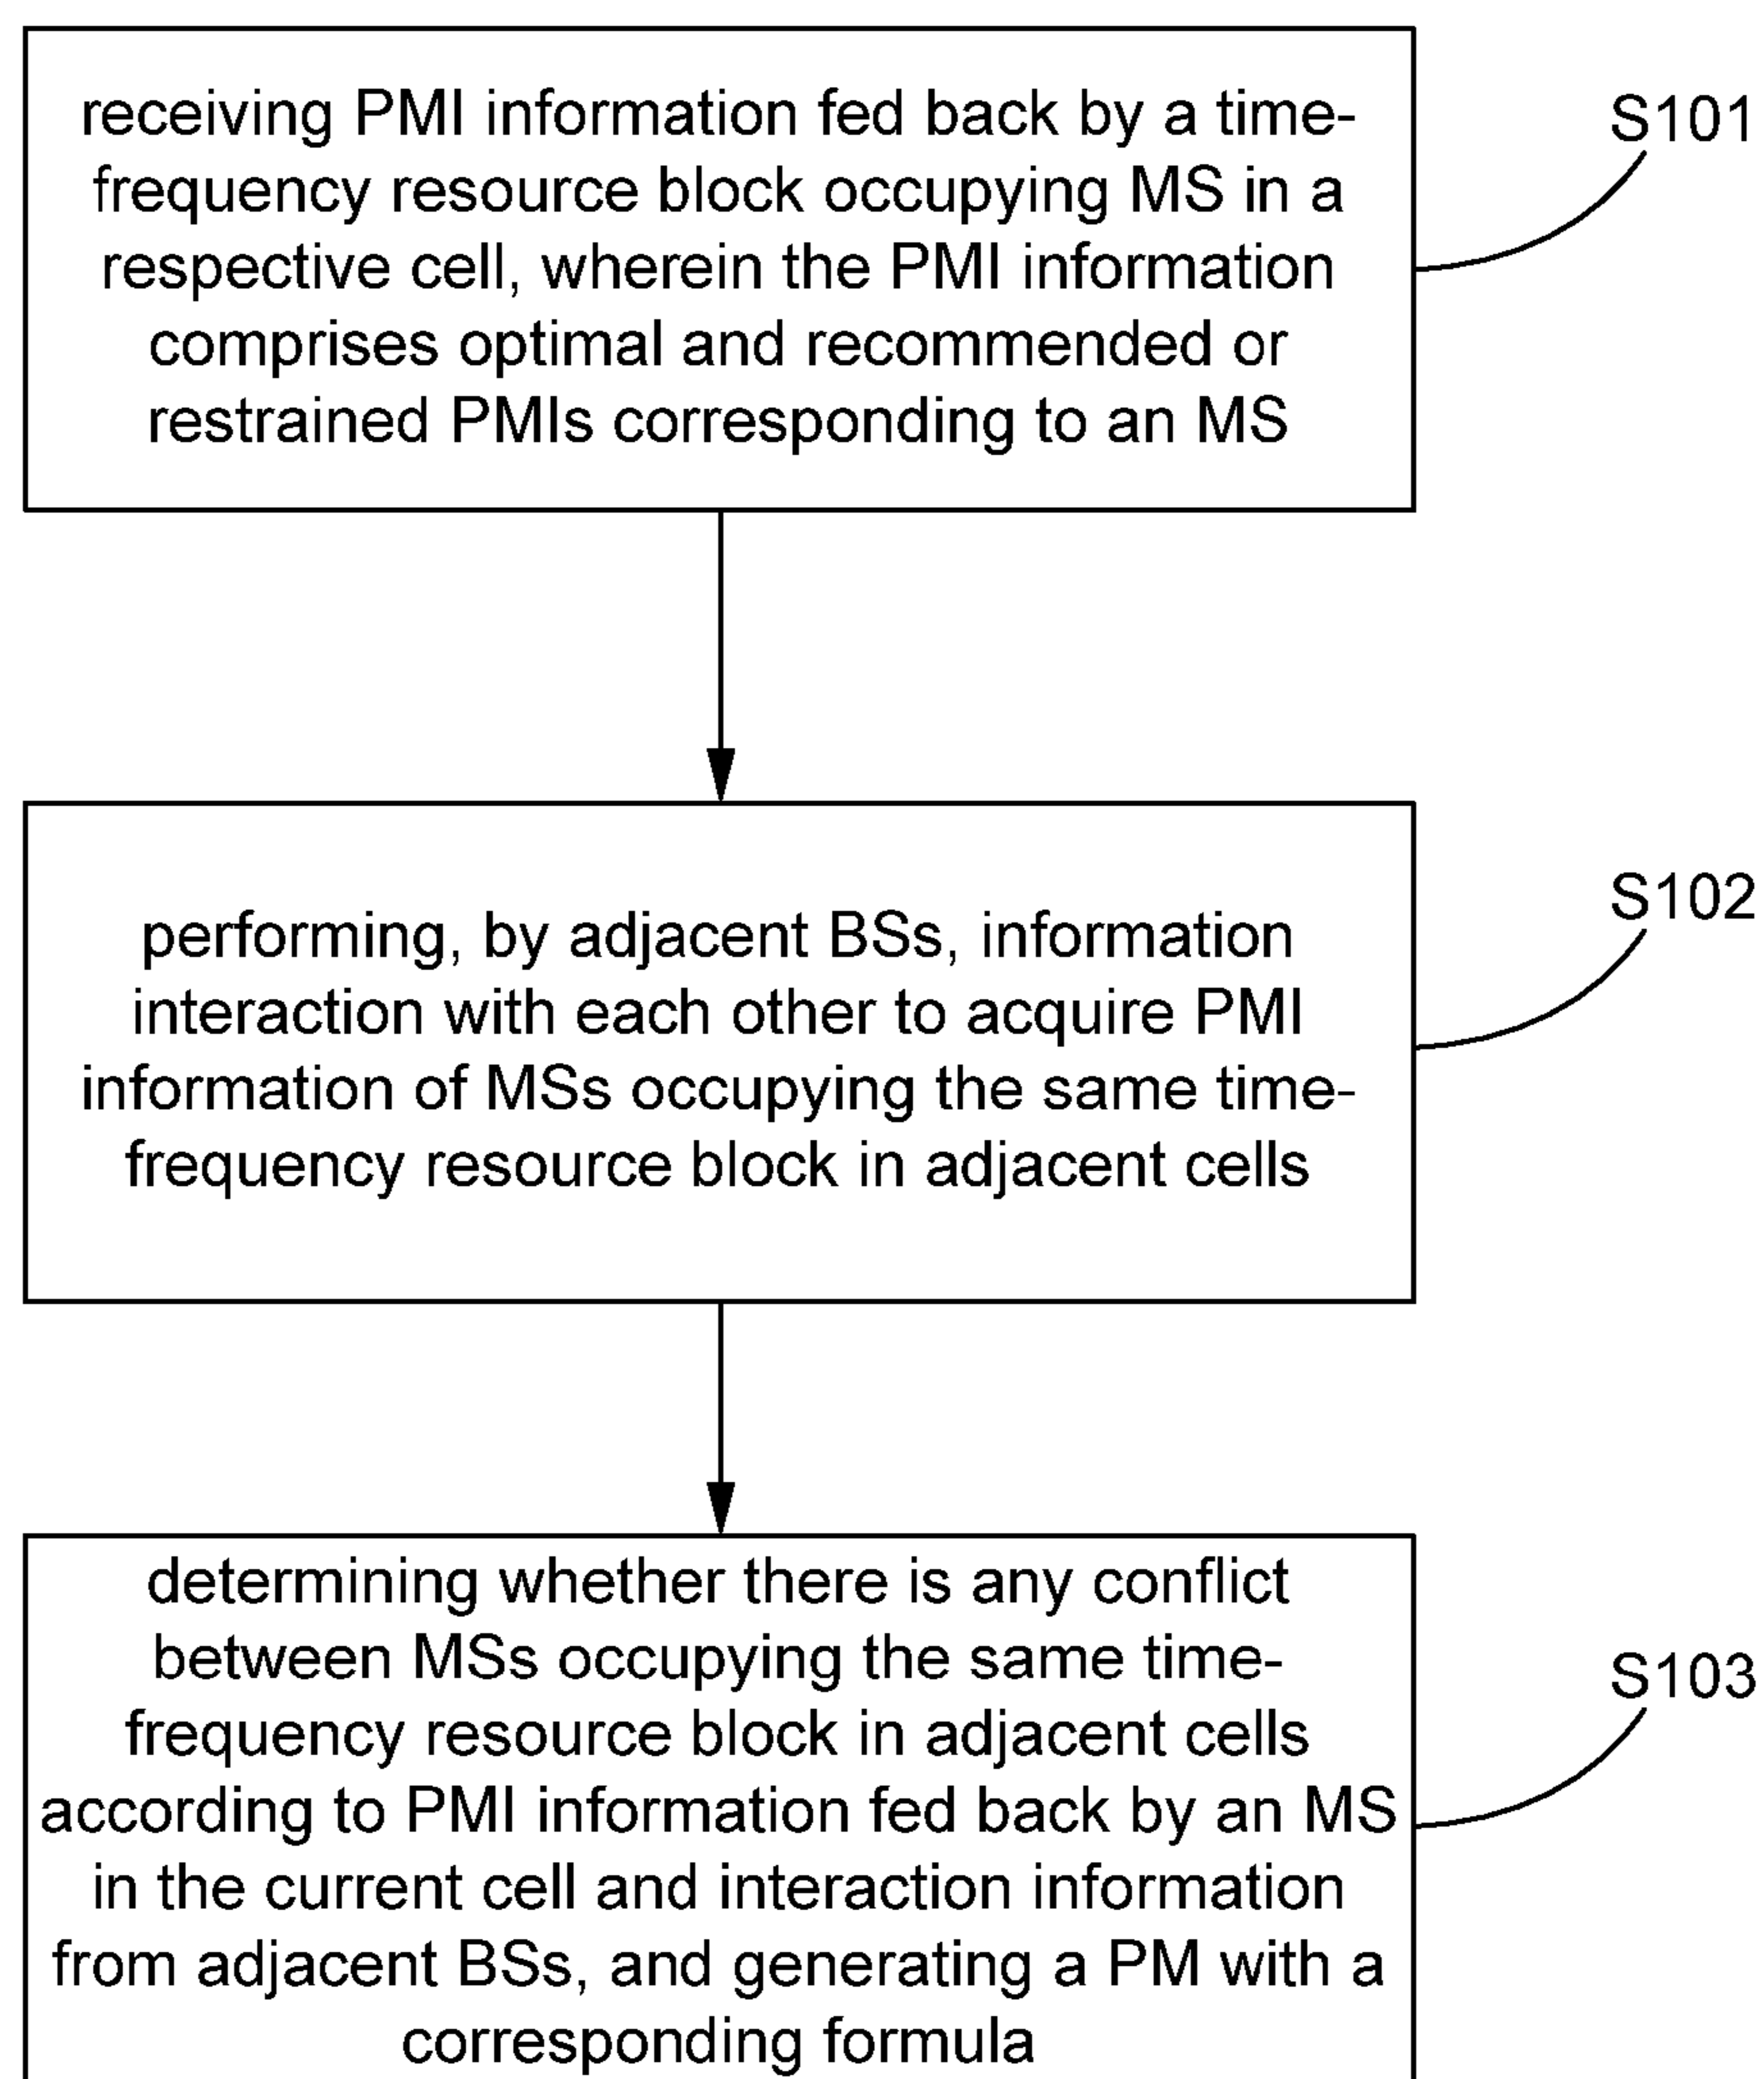 receiving PMI information fed back by a time-
frequency resource block occupying MS in a
respective cell, wherein the PMI information
comprises optimal and recommended or
restrained PMIs corresponding to an MS
S101
performing, by adjacent BSs, information
interaction with each other to acquire PMI
information of MSs occupying the same time-
frequency resource block in adjacent cells
S102
determining whether there is any conflict
between MSs occupying the same time-
frequency resource block in adjacent cells
according to PMI information fed back by an MS
in the current cell and interaction information
from adjacent BSs, and generating a PM with a
corresponding formula
S103